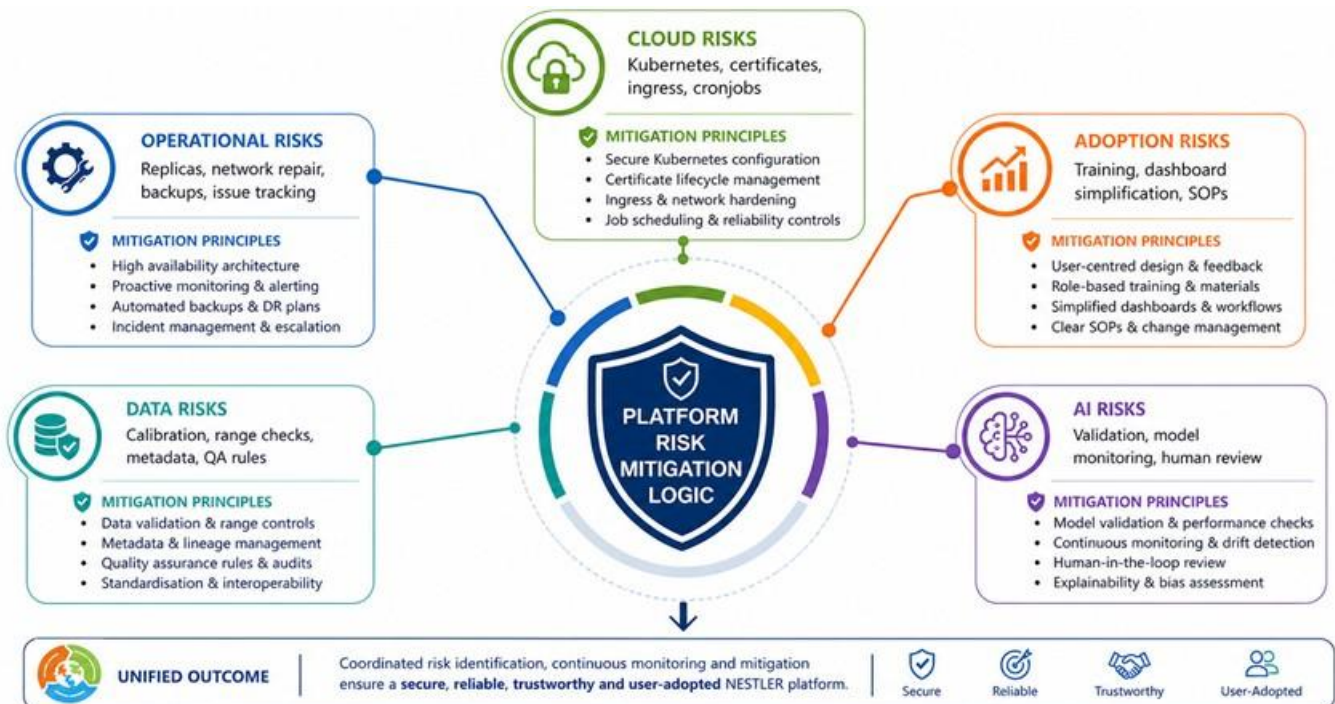 CLOUD RISKS
Kubernetes, certificates,
ingress, cronjobs
MITIGATION PRINCIPLES
• Secure Kubernetes configuration
• Certificate lifecycle management
• Ingress & network hardening
• Job scheduling & reliability controls
OPERATIONAL RISKS
Replicas, network repair,
backups, issue tracking
MITIGATION PRINCIPLES
• High availability architecture
• Proactive monitoring & alerting
• Automated backups & DR plans
• Incident management & escalation
ADOPTION RISKS
Training, dashboard
simplification, SOPs
MITIGATION PRINCIPLES
• User-centred design & feedback
• Role-based training & materials
• Simplified dashboards & workflows
• Clear SOPs & change management
DATA RISKS
Calibration, range checks,
metadata, QA rules
MITIGATION PRINCIPLES
• Data validation & range controls
• Metadata & lineage management
• Quality assurance rules & audits
• Standardisation & interoperability
PLATFORM
RISK
MITIGATION
LOGIC
AI RISKS
Validation, model
monitoring, human review
MITIGATION PRINCIPLES
• Model validation & performance checks
• Continuous monitoring & drift detection
• Human-in-the-loop review
• Explainability & bias assessment
UNIFIED OUTCOME
Coordinated risk identification, continuous monitoring and mitigation
ensure a secure, reliable, trustworthy and user-adopted NESTLER platform.
Secure
Reliable
Trustworthy
User-Adopted